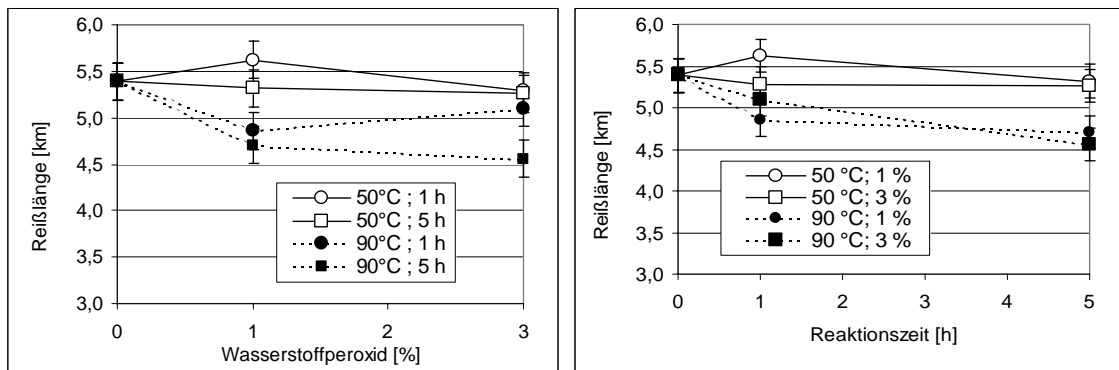 6,0
5,5
5,0
4,5
4,0
3,5
3,0
Reißlänge [km]
50°C ; 1 h
50°C ; 5 h
90°C ; 1 h
90°C ; 5 h
0
1
2
3
Wasserstoffperoxid [%]
6,0
5,5
5,0
4,5
4,0
3,5
3,0
Reißlänge [km]
50 °C; 1 %
50 °C; 3 %
90 °C; 1 %
90 °C; 3 %
0
1
2
3
4
5
Reaktionszeit [h]